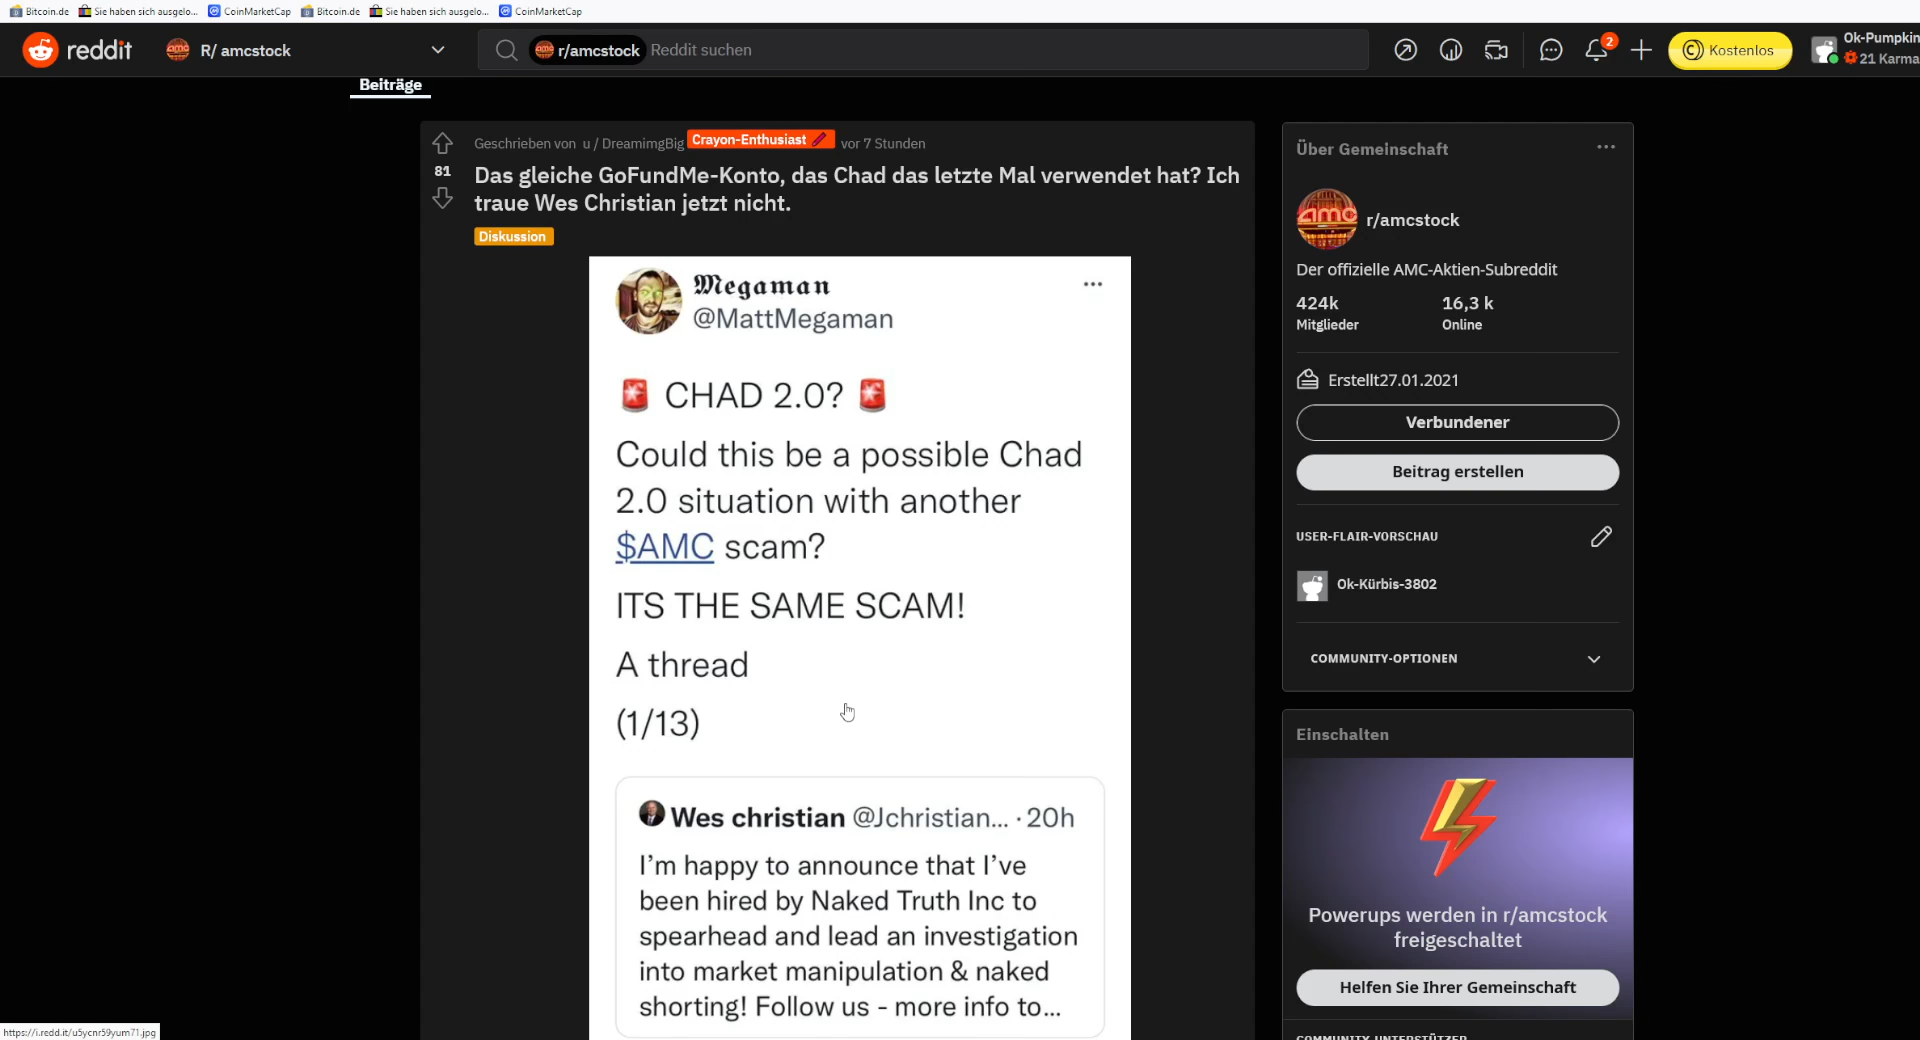 Bitcoin.de Sie haben sich ausgelo... CoinMarketCap Bitcoin.de Sie haben sich ausgelo... CoinMarketCap
reddit R/ amcstock r/amcstock Reddit suchen 2 Kostenlos Ok-Pumpkin
21 Karma
Beiträge
Geschrieben von u / DreamimgBig Crayon-Enthusiast vor 7 Stunden
81
Das gleiche GoFundMe-Konto, das Chad das letzte Mal verwendet hat? Ich
traue Wes Christian jetzt nicht.
Diskussion
Megaman
@MattMegaman
CHAD 2.0?
Could this be a possible Chad
2.0 situation with another
$AMC scam?
ITS THE SAME SCAM!
A thread
(1/13)
Wes christian @Jchristian... · 20h
I'm happy to announce that I've
been hired by Naked Truth Inc to
spearhead and lead an investigation
into market manipulation & naked
shorting! Follow us - more info to...
Über Gemeinschaft
amc
r/amcstock
Der offizielle AMC-Aktien-Subreddit
424k 16,3 k
Mitglieder Online
Erstellt27.01.2021
Verbundener
Beitrag erstellen
USER-FLAIR-VORSCHAU
Ok-Kürbis-3802
COMMUNITY-OPTIONEN
Einschalten
Powerups werden in r/amcstock
freigeschaltet
Helfen Sie Ihrer Gemeinschaft
COMMUNITY-UNTERSTÜTZER
https://i.redd.it/u5ycnr59yum71.jpg